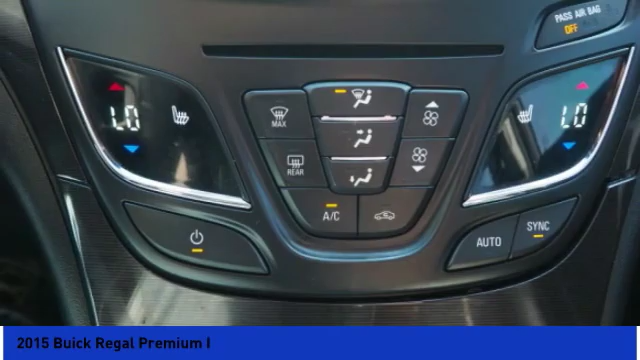 PASS AIR BAG
OFF
LO
LO
MAX
REAR
A/C
AUTO
SYNC
2015 Buick Regal Premium I